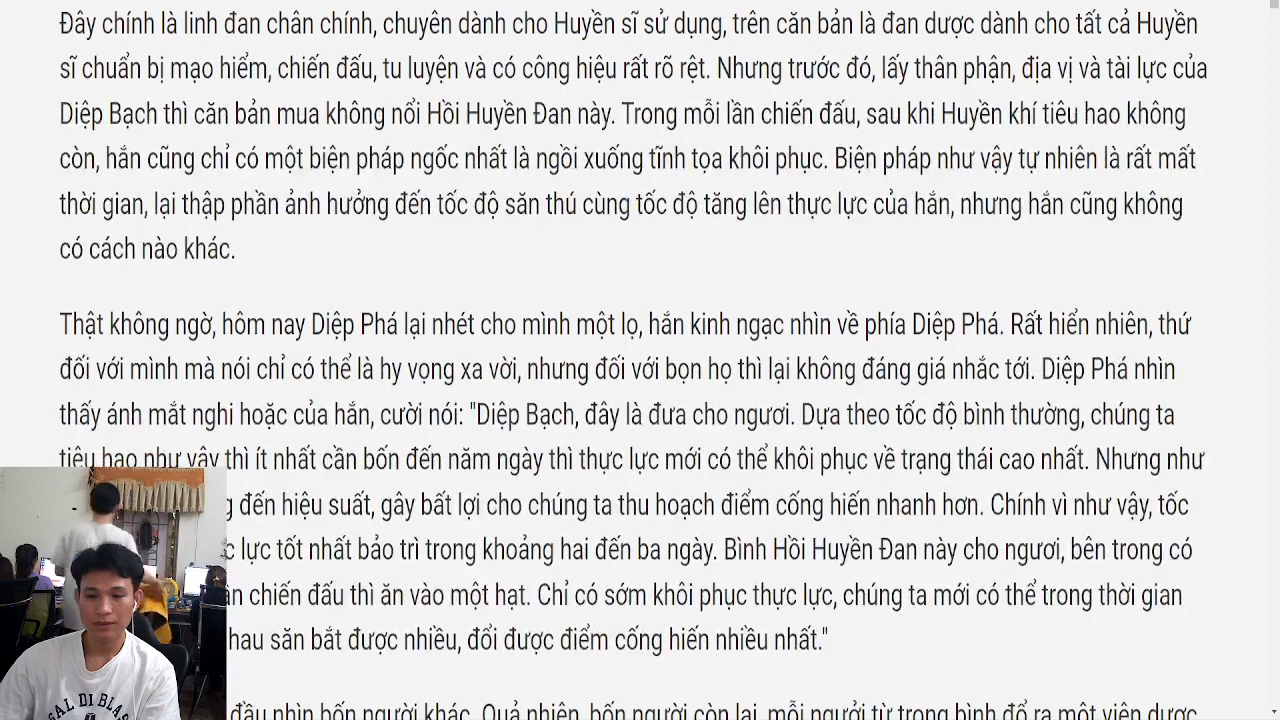 Đây chính là linh đan chân chính, chuyên dành cho Huyền sĩ sử dụng, trên căn bản là đan dược dành cho tất cả Huyền
sĩ chuẩn bị mạo hiểm, chiến đấu, tu luyện và có công hiệu rất rõ rệt. Nhưng trước đó, lấy thân phận, địa vị và tài lực của
Diệp Bạch thì căn bản mua không nổi Hồi Huyền Đan này. Trong mỗi lần chiến đấu, sau khi Huyền khí tiêu hao không
còn, hắn cũng chỉ có một biện pháp ngốc nhất là ngồi xuống tĩnh tọa khôi phục. Biện pháp như vậy tự nhiên là rất mất
thời gian, lại thập phần ảnh hưởng đến tốc độ săn thú cùng tốc độ tăng lên thực lực của hắn, nhưng hắn cũng không
có cách nào khác.
Thật không ngờ, hôm nay Diệp Phá lại nhét cho mình một lọ, hắn kinh ngạc nhìn về phía Diệp Phá. Rất hiển nhiên, thứ
đối với mình mà nói chỉ có thể là hy vọng xa vời, nhưng đối với bọn họ thì lại không đáng giá nhắc tới. Diệp Phá nhìn
thấy ánh mắt nghi hoặc của hắn, cười nói: "Diệp Bạch, đây là đưa cho ngươi. Dựa theo tốc độ bình thường, chúng ta
tiêu hao như vậy thì ít nhất cần bốn đến năm ngày thì thực lực mới có thể khôi phục về trạng thái cao nhất. Nhưng như
đến hiệu suất, gây bất lợi cho chúng ta thu hoạch điểm cống hiến nhanh hơn. Chính vì như vậy, tốc
lực tốt nhất bảo trì trong khoảng hai đến ba ngày. Bình Hồi Huyền Đan này cho ngươi, bên trong có
chiến đấu thì ăn vào một hạt. Chỉ có sớm khôi phục thực lực, chúng ta mới có thể trong thời gian
hau săn bắt được nhiều, đổi được điểm cống hiến nhiều nhất."
đầu nhìn bốn người khác. Quả nhiên, bốn người còn lại, mỗi người từ trong bình đổ ra một viên dược